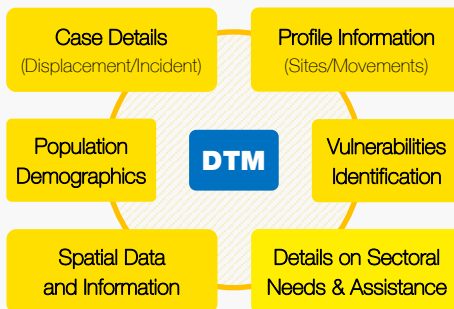 Case Details
(Displacement/Incident)
Profile Information
(Sites/Movements)
Population
Demographics
DTM
Vulnerabilities
Identification
Spatial Data
and Information
Details on Sectoral
Needs & Assistance